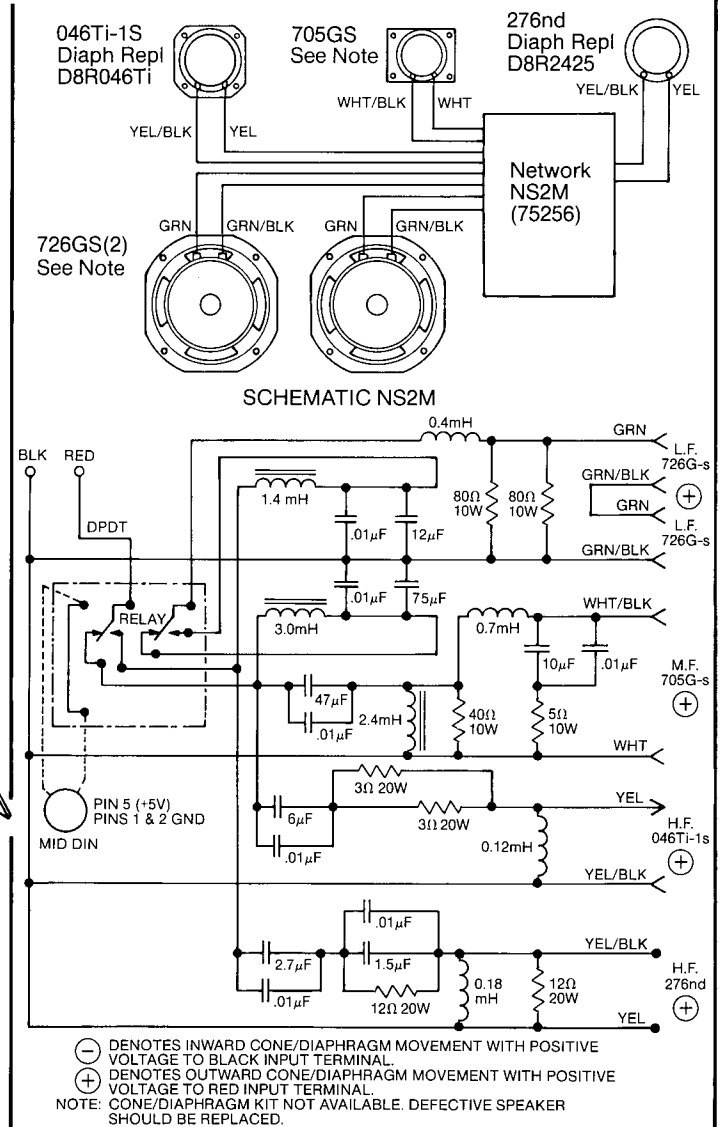 046Ti-1S
Diaph Repl
D8R046Ti
705GS
See Note
276nd
Diaph Repl
D8R2425
YEL/BLK
YEL
WHT/BLK
WHT
YEL/BLK
YEL
Network
NS2M
(75256)
GRN
GRN/BLK
GRN
GRN/BLK
726GS(2)
See Note
SCHEMATIC NS2M
BLK
RED
DPDT
0.4mH
GRN
L.F.
726G-s
GRN/BLK
+
GRN
L.F.
726G-s
GRN/BLK
1.4 mH
80Ω
10W
80Ω
10W
.01μF
12μF
.01μF
75μF
RELAY
3.0mH
WHT/BLK
0.7mH
10μF
.01μF
M.F.
705G-s
+
47μF
.01μF
2.4mH
40Ω
10W
5Ω
10W
WHT
3Ω 20W
YEL
6μF
3Ω 20W
.01μF
0.12mH
H.F.
046Ti-1s
+
YEL/BLK
PIN 5 (+5V)
PINS 1 & 2 GND
MID DIN
.01μF
YEL/BLK
2.7μF
1.5μF
.01μF
12Ω 20W
0.18
mH
12Ω
20W
H.F.
276nd
+
YEL
− DENOTES INWARD CONE/DIAPHRAGM MOVEMENT WITH POSITIVE
VOLTAGE TO BLACK INPUT TERMINAL.
+ DENOTES OUTWARD CONE/DIAPHRAGM MOVEMENT WITH POSITIVE
VOLTAGE TO RED INPUT TERMINAL.
NOTE: CONE/DIAPHRAGM KIT NOT AVAILABLE. DEFECTIVE SPEAKER
SHOULD BE REPLACED.